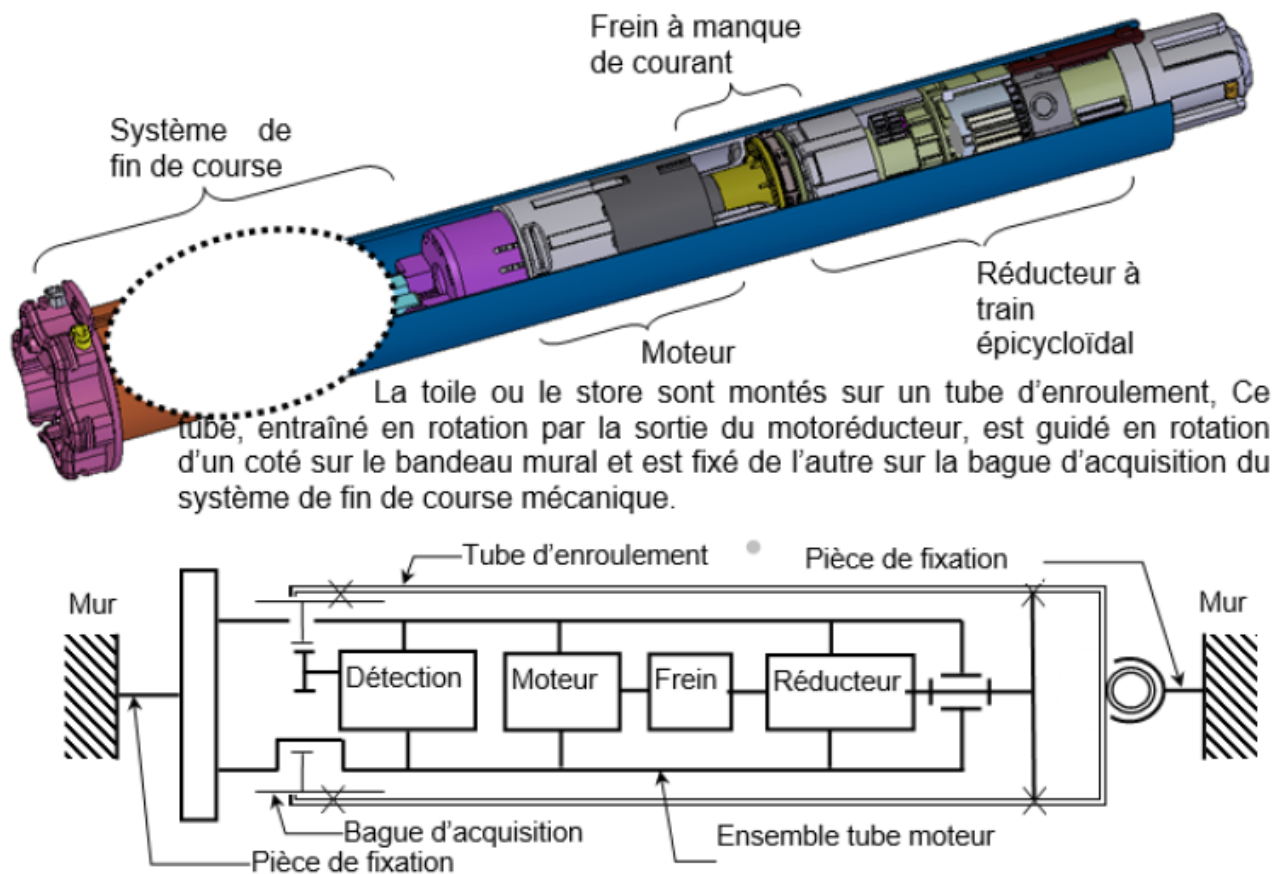 Frein à manque
de courant
Système de
fin de course
Réducteur à
train
épicycloïdal
Moteur
La toile ou le store sont montés sur un tube d'enroulement, Ce
tube, entraîné en rotation par la sortie du motoréducteur, est guidé en rotation
d'un coté sur le bandeau mural et est fixé de l'autre sur la bague d'acquisition du
système de fin de course mécanique.
Tube d'enroulement
Pièce de fixation
Mur
Mur
Détection
Moteur
Frein
Réducteur
Bague d'acquisition
Ensemble tube moteur
Pièce de fixation